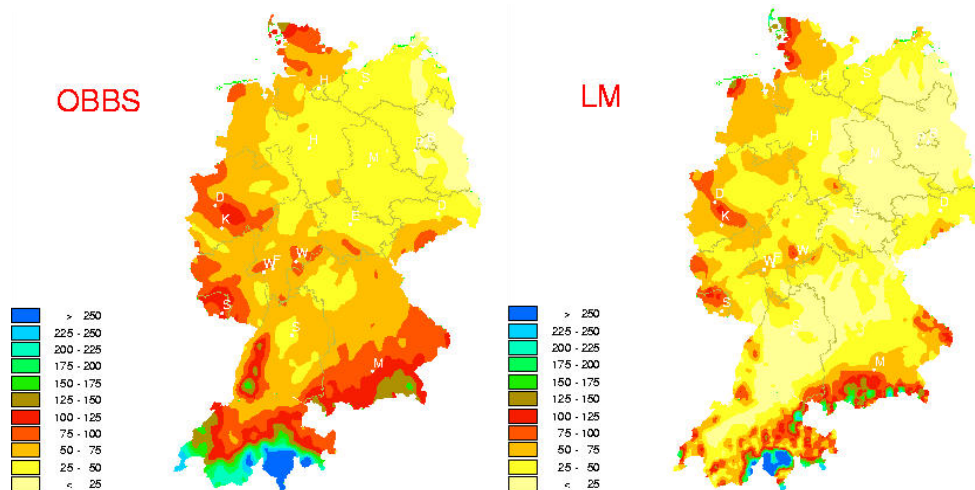 OBBS
LM
S
H
H
M
B
D
K
D
E
W
F
W
S
S
M
> 250
225 - 250
200 - 225
175 - 200
150 - 175
125 - 150
100 - 125
75 - 100
50 - 75
25 - 50
< 25
S
H
H
M
B
D
K
D
E
W
F
W
S
S
M
> 250
225 - 250
200 - 225
175 - 200
150 - 175
125 - 150
100 - 125
75 - 100
50 - 75
25 - 50
< 25